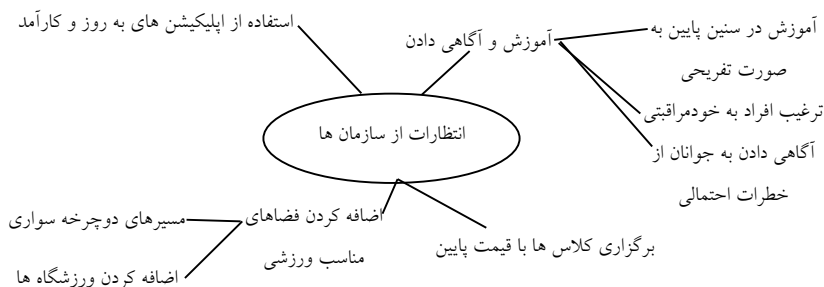 استفاده از اپلیکیشن های به روز و کارآمد
آموزش و آگاهی دادن
آموزش در سنین پایین به
صورت تفریحی
ترغیب افراد به خودمراقبتی
آگاهی دادن به جوانان از
خطرات احتمالی
انتظارات از سازمان ها
اضافه کردن فضاهای
مناسب ورزشی
مسیرهای دوچرخه سواری
اضافه کردن ورزشگاه ها
برگزاری کلاس ها با قیمت پایین